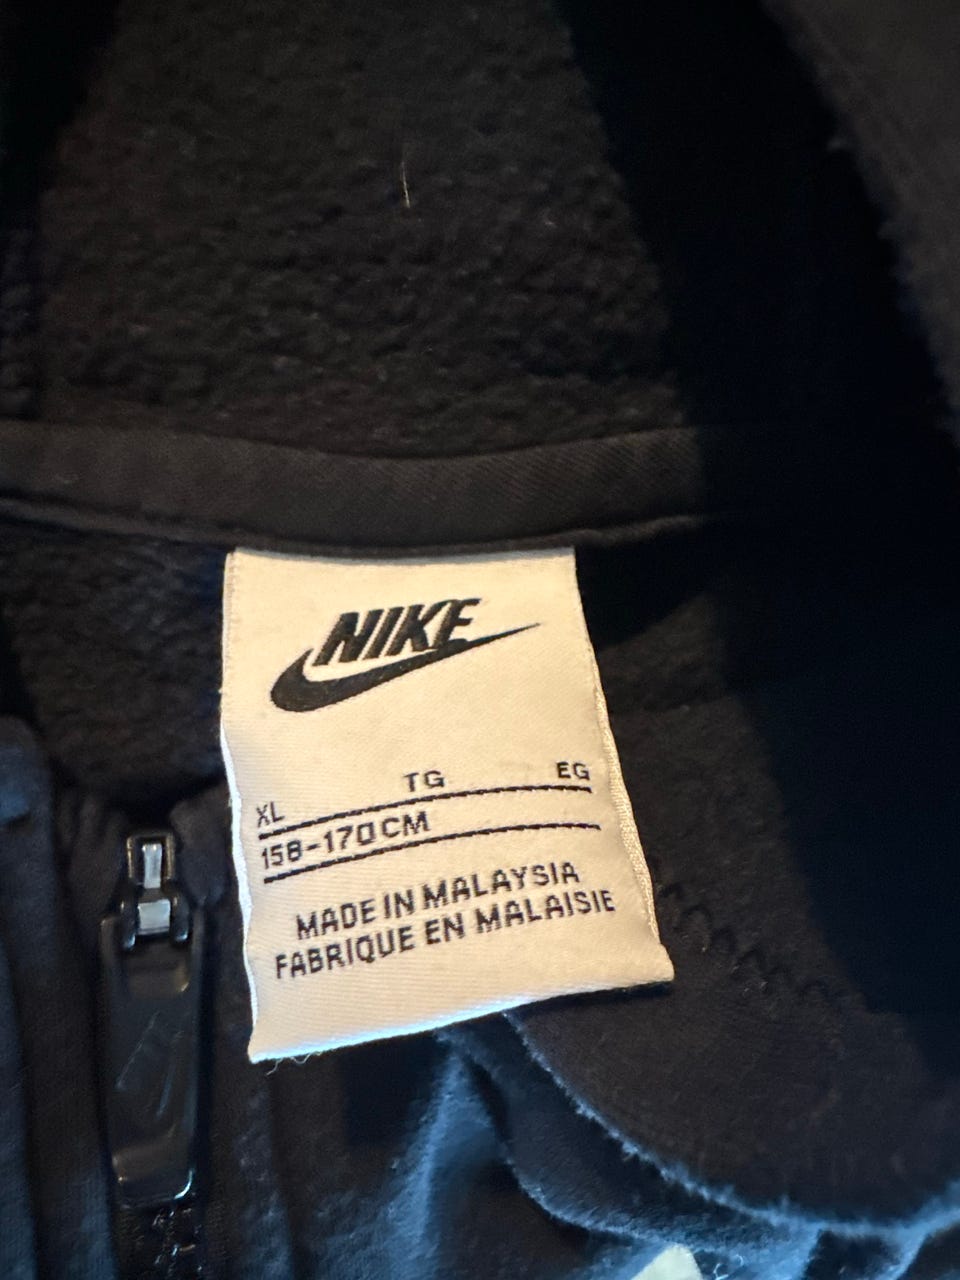 NIKE
XL TG EG
158-170CM
MADE IN MALAYSIA
FABRIQUE EN MALAISIE